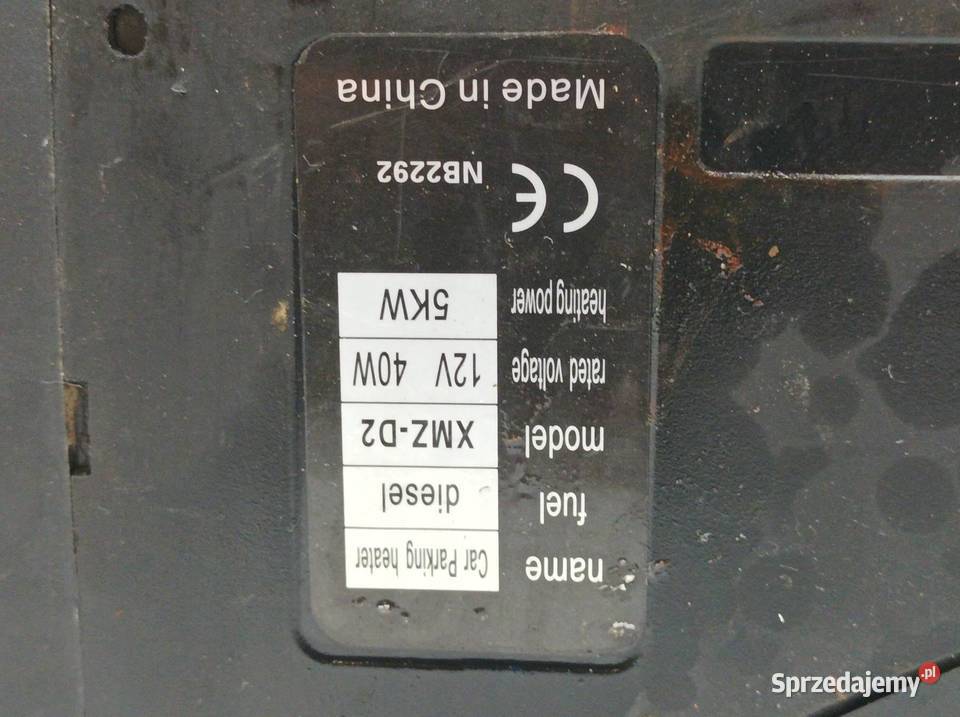 name Car Parking heater
fuel diesel
model XMZ-D2
rated voltage 12V 40W
heating power 5KW
CE NB2292
Made in China
Sprzedajemy.pl